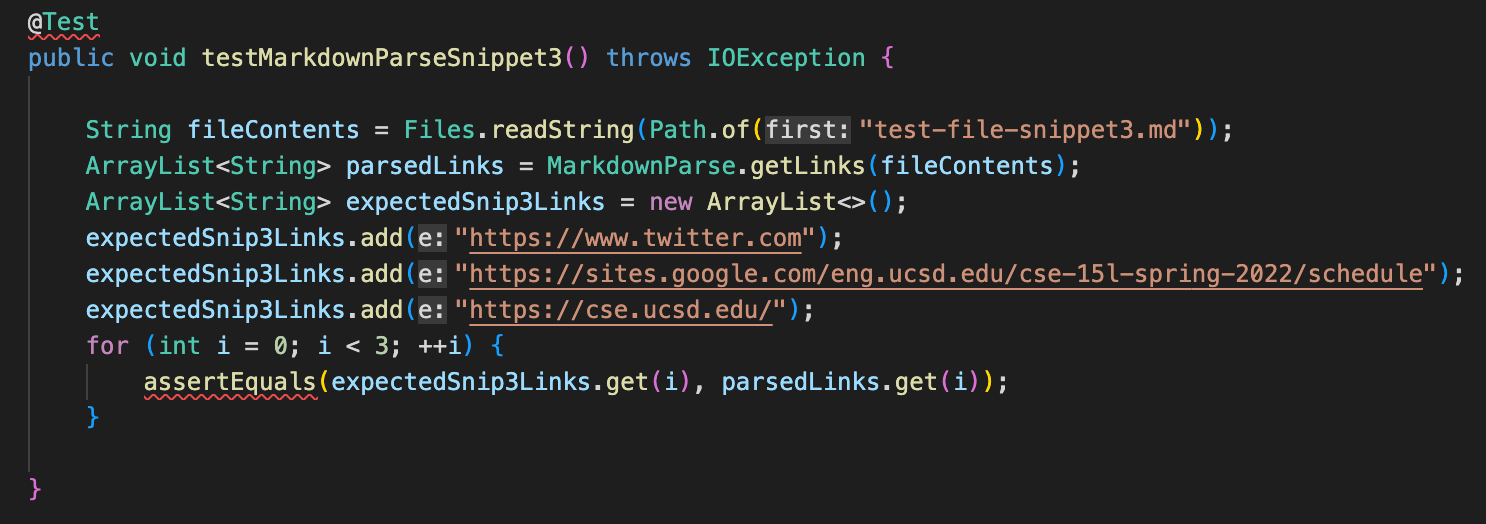 @Test
public void testMarkdownParseSnippet3() throws IOException {
String fileContents = Files.readString(Path.of(first: "test-file-snippet3.md"));
ArrayList<String> parsedLinks = MarkdownParse.getLinks(fileContents);
ArrayList<String> expectedSnip3Links = new ArrayList<>();
expectedSnip3Links.add(e: "https://www.twitter.com");
expectedSnip3Links.add(e: "https://sites.google.com/eng.ucsd.edu/cse-15l-spring-2022/schedule");
expectedSnip3Links.add(e: "https://cse.ucsd.edu/");
for (int i = 0; i < 3; ++i) {
assertEquals(expectedSnip3Links.get(i), parsedLinks.get(i));
}
}